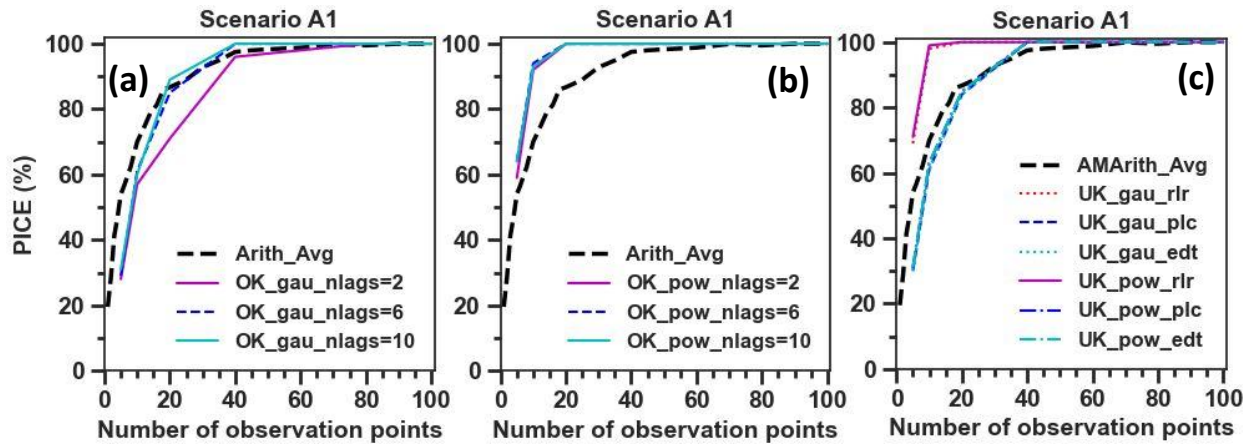 Scenario A1
Scenario A1
Scenario A1
(a)
(b)
(c)
PICE (%)
100
80
60
40
20
0
100
80
60
40
20
0
100
80
60
40
20
0
Arith_Avg
OK_gau_nlags=2
OK_gau_nlags=6
OK_gau_nlags=10
Arith_Avg
OK_pow_nlags=2
OK_pow_nlags=6
OK_pow_nlags=10
AMArith_Avg
UK_gau_rlr
UK_gau_plc
UK_gau_edt
UK_pow_rlr
UK_pow_plc
UK_pow_edt
0 20 40 60 80 100
0 20 40 60 80 100
0 20 40 60 80 100
Number of observation points
Number of observation points
Number of observation points